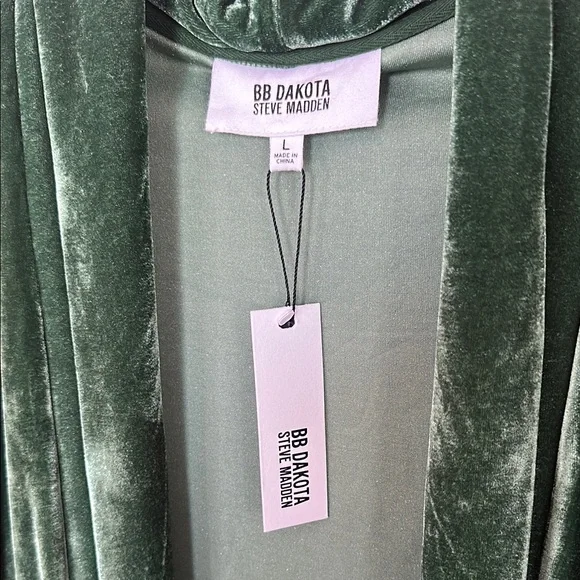 BB DAKOTA
STEVE MADDEN
L
MADE IN
CHINA
BB DAKOTA
STEVE MADDEN